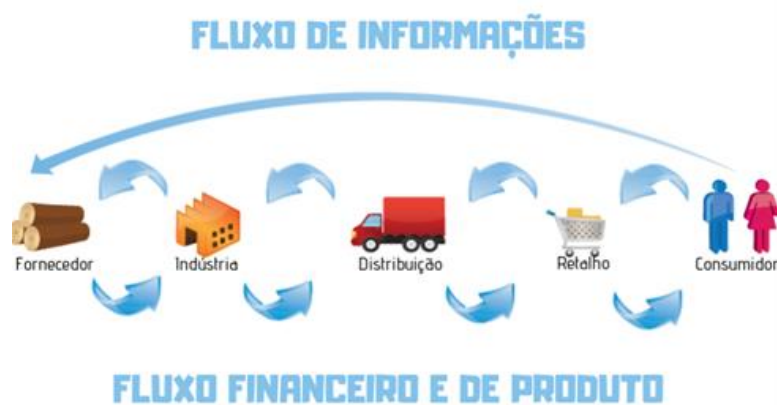 FLUXO DE INFORMAÇÕES
Fornecedor Indústria Distribuição Retalho Consumidor
FLUXO FINANCEIRO E DE PRODUTO